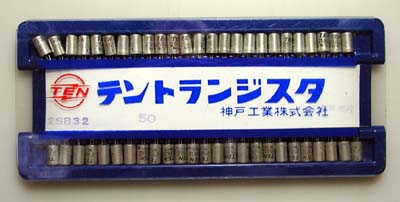 TEN テントランジスタ
神戸工業株式会社
2SB32 50